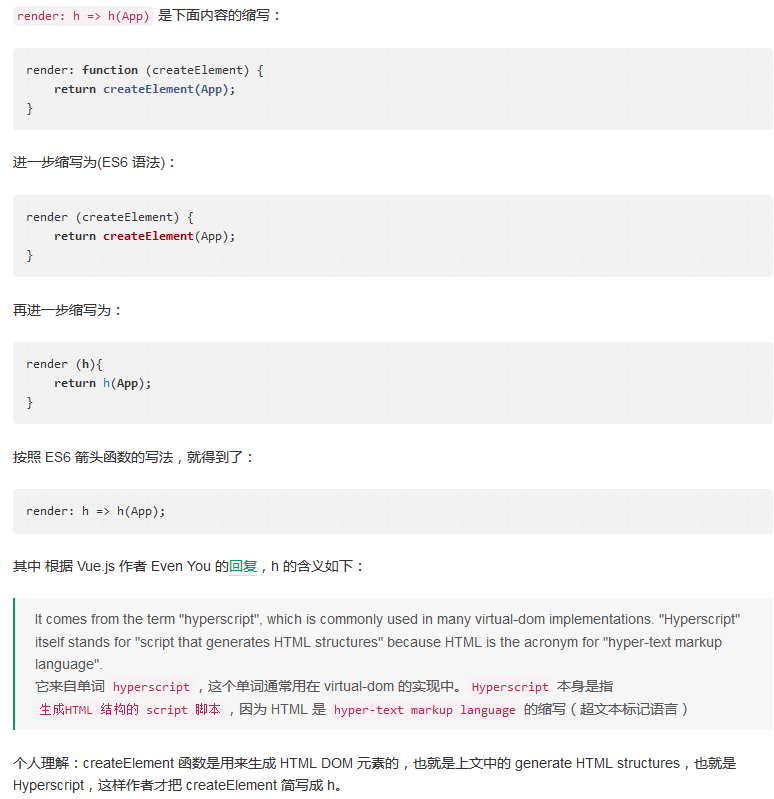 render: h => h(App) 是下面内容的缩写：
render: function (createElement) {
    return createElement(App);
}
进一步缩写为(ES6 语法)：
render (createElement) {
    return createElement(App);
}
再进一步缩写为：
render (h){
    return h(App);
}
按照 ES6 箭头函数的写法，就得到了：
render: h => h(App);
其中 根据 Vue.js 作者 Even You 的回复，h 的含义如下：
It comes from the term "hyperscript", which is commonly used in many virtual-dom implementations. "Hyperscript"
itself stands for "script that generates HTML structures" because HTML is the acronym for "hyper-text markup
language".
它来自单词 hyperscript ，这个单词通常用在 virtual-dom 的实现中。Hyperscript 本身是指
生成HTML 结构的 script 脚本 ，因为 HTML 是 hyper-text markup language 的缩写（超文本标记语言）
个人理解：createElement 函数是用来生成 HTML DOM 元素的，也就是上文中的 generate HTML structures，也就是
Hyperscript，这样作者才把 createElement 简写成 h。